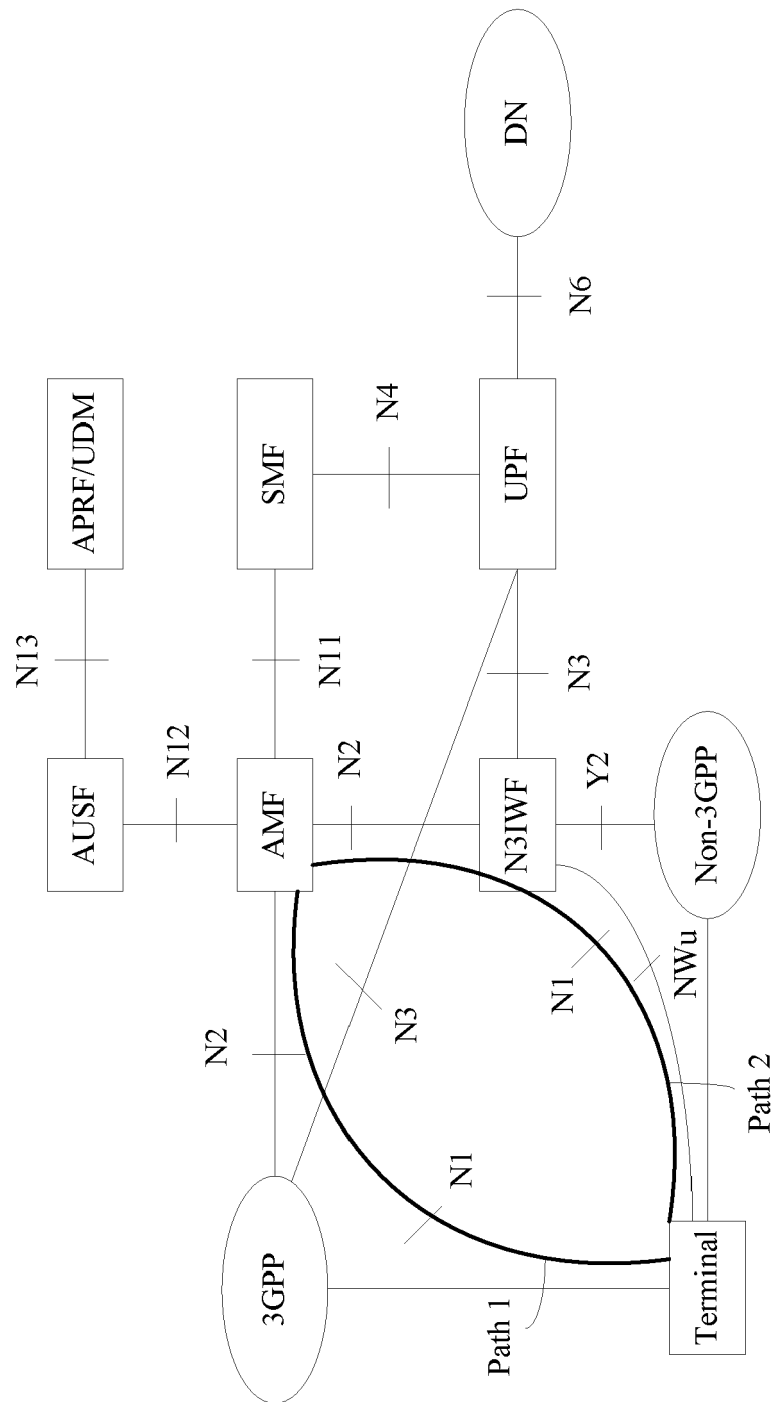 AUSF
N13
APRF/UDM
N12
3GPP
N2
AMF
N11
SMF
N1
N3
N2
N4
Path 1
N3IWF
N3
UPF
N6
DN
N1
Y2
NWu
Terminal
Path 2
Non-3GPP